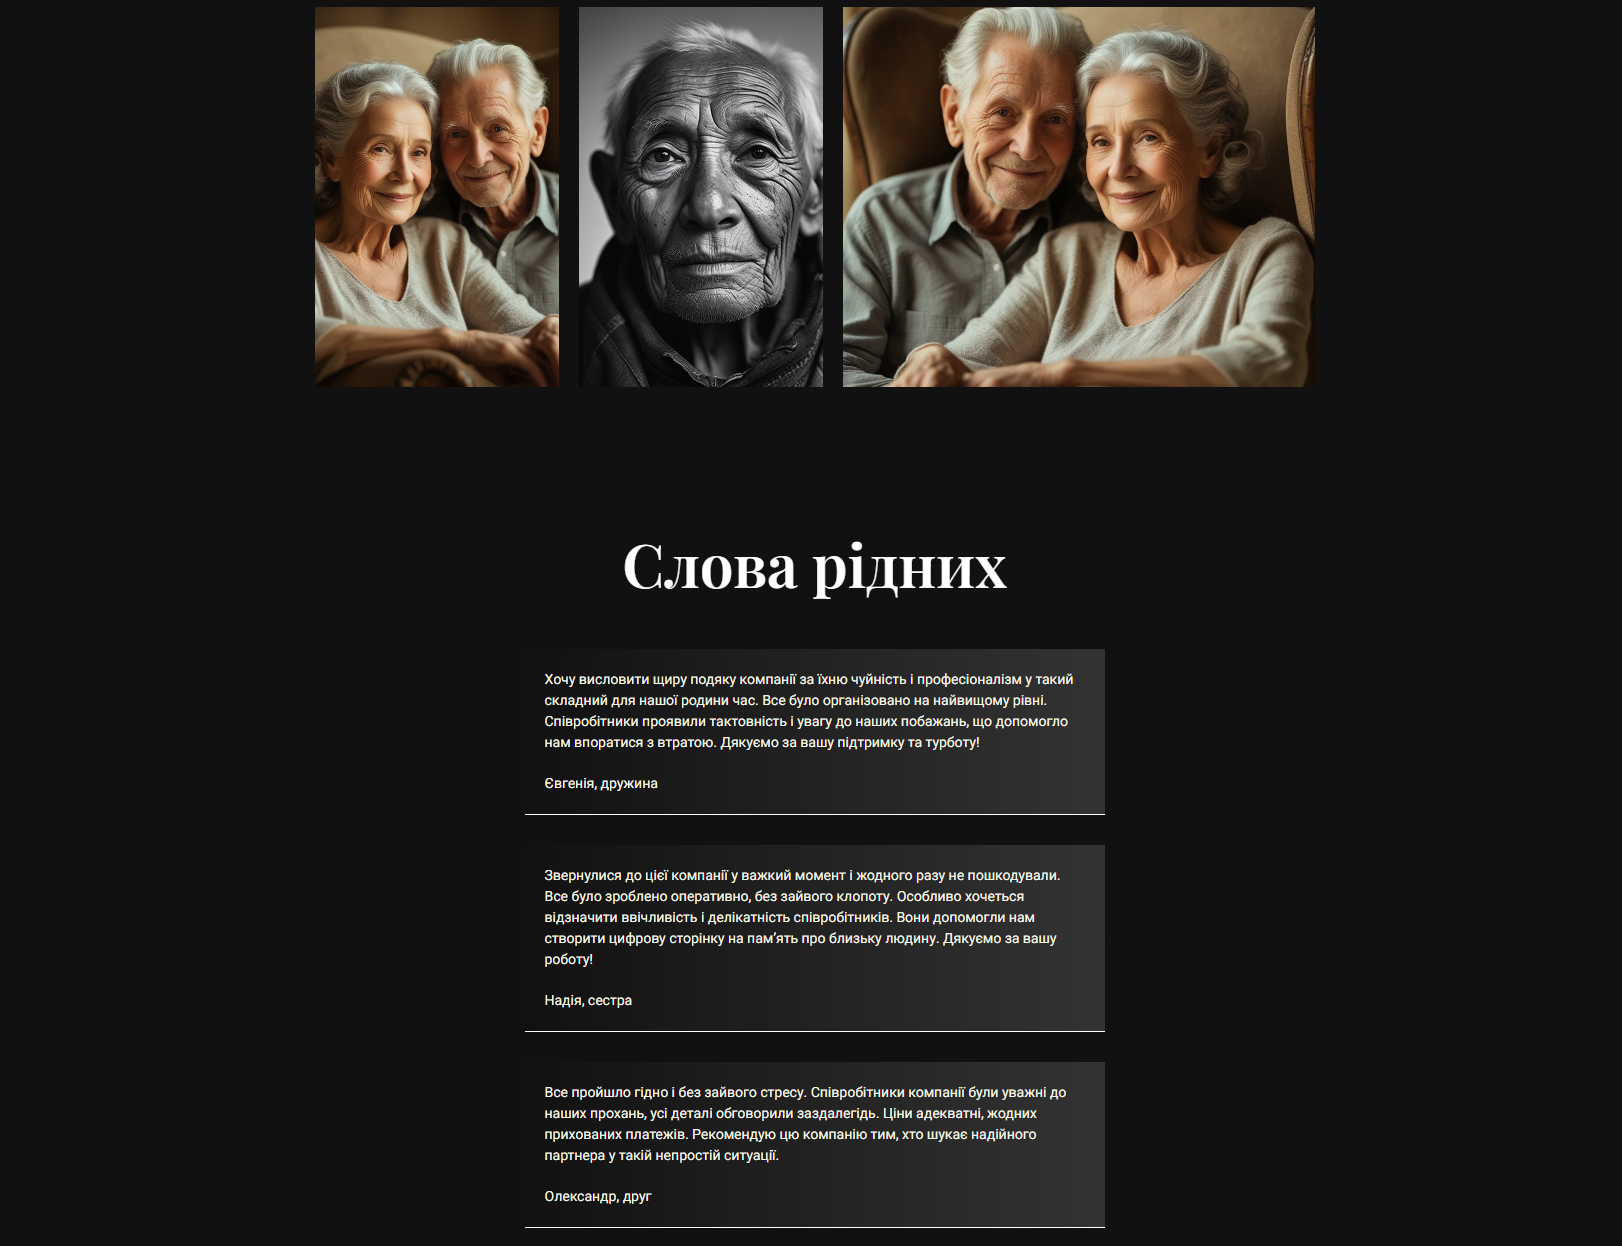 Слова рідних
Хочу висловити щиру подяку компанії за їхню чуйність і професіоналізм у такий
складний для нашої родини час. Все було організовано на найвищому рівні.
Співробітники проявили тактовність і увагу до наших побажань, що допомогло
нам впоратися з втратою. Дякуємо за вашу підтримку та турботу!
Євгенія, дружина
Звернулися до цієї компанії у важкий момент і жодного разу не пошкодували.
Все було зроблено оперативно, без зайвого клопоту. Особливо хочеться
відзначити ввічливість і делікатність співробітників. Вони допомогли нам
створити цифрову сторінку на пам’ять про близьку людину. Дякуємо за вашу
роботу!
Надія, сестра
Все пройшло гідно і без зайвого стресу. Співробітники компанії були уважні до
наших прохань, усі деталі обговорили заздалегідь. Ціни адекватні, жодних
прихованих платежів. Рекомендую цю компанію тим, хто шукає надійного
партнера у такій непростій ситуації.
Олександр, друг